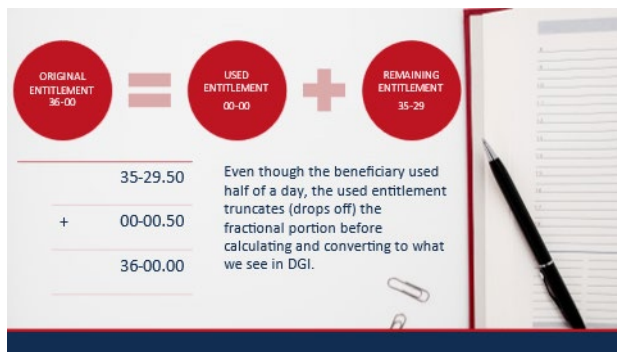 ORIGINAL
ENTITLEMENT
36-00
=
USED
ENTITLEMENT
00-00
+
REMAINING
ENTITLEMENT
35-29
35-29.50
+ 00-00.50
36-00.00
Even though the beneficiary used
half of a day, the used entitlement
truncates (drops off) the
fractional portion before
calculating and converting to what
we see in DGI.